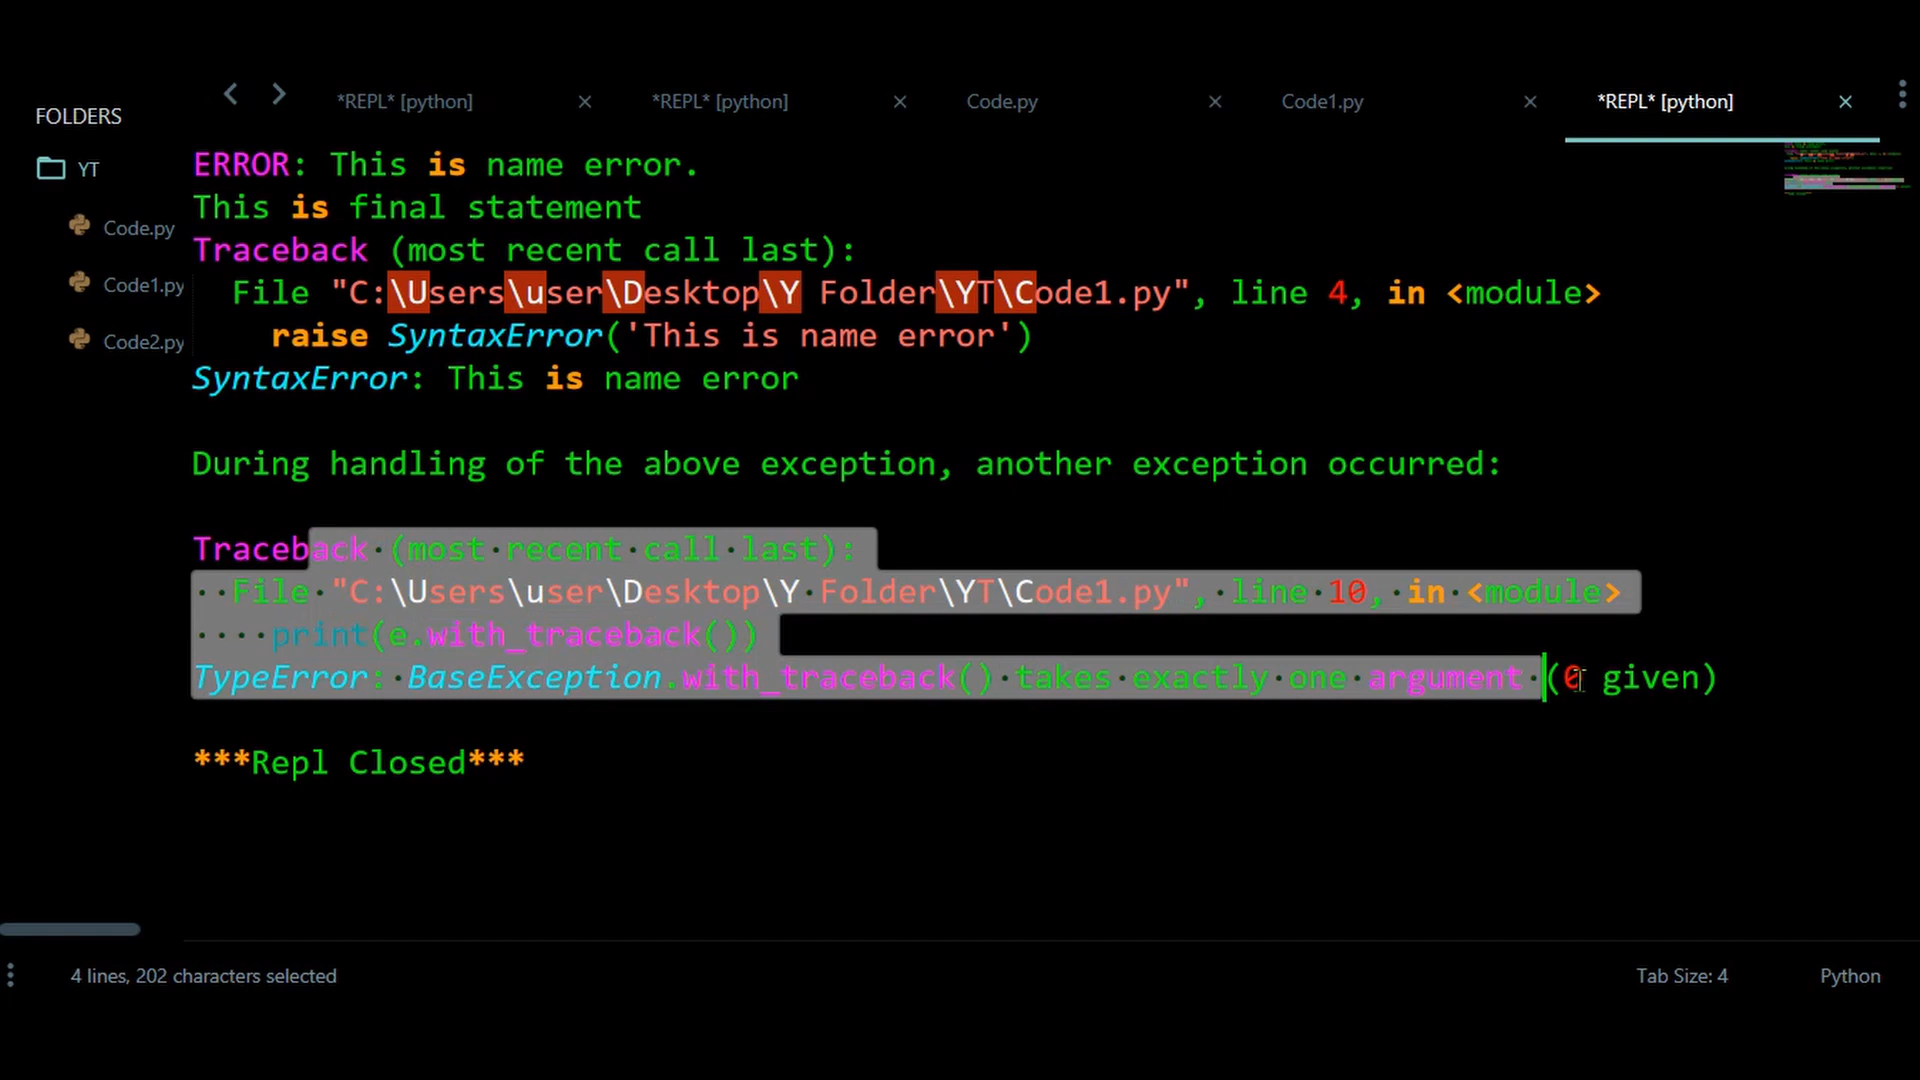 FOLDERS
YT
Code.py
Code1.py
Code2.py
*REPL* [python]
*REPL* [python]
Code.py
Code1.py
*REPL* [python]
ERROR: This is name error.
This is final statement
Traceback (most recent call last):
  File "C:\Users\user\Desktop\Y Folder\YT\Code1.py", line 4, in <module>
    raise SyntaxError('This is name error')
SyntaxError: This is name error
During handling of the above exception, another exception occurred:
Traceback (most recent call last):
  File "C:\Users\user\Desktop\Y Folder\YT\Code1.py", line 10, in <module>
    print(e.with_traceback())
TypeError: BaseException.with_traceback() takes exactly one argument (0 given)
***Repl Closed***
4 lines, 202 characters selected
Tab Size: 4
Python